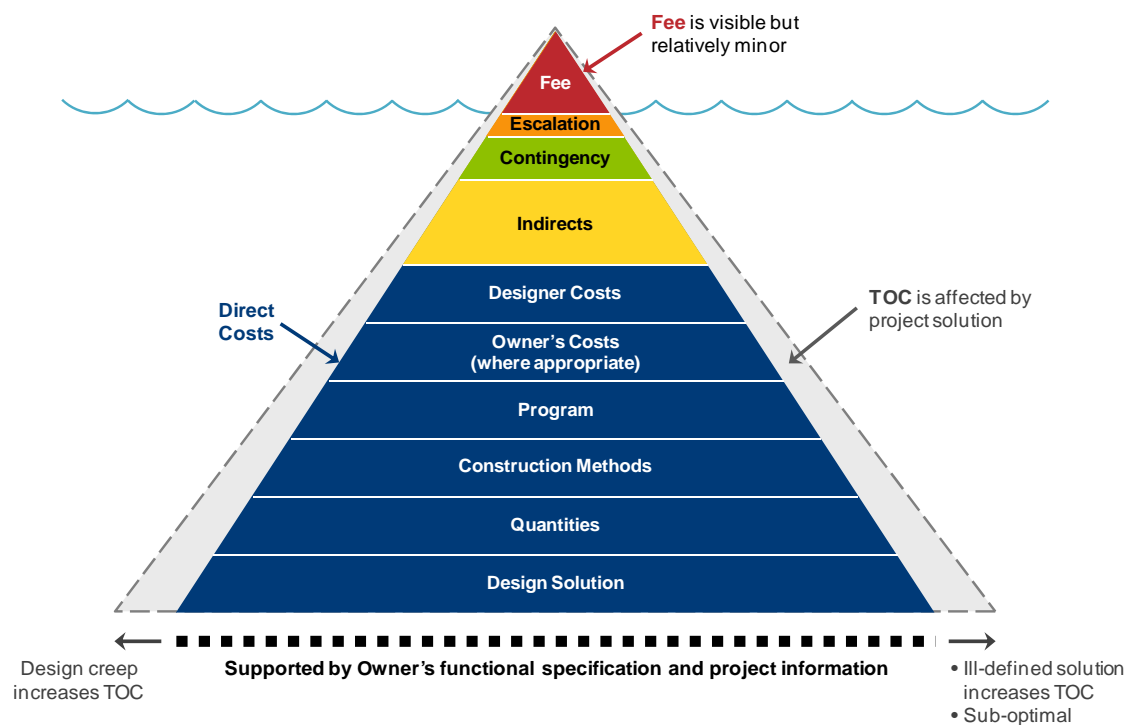 Fee is visible but
relatively minor
Fee
Escalation
Contingency
Indirects
Designer Costs
Direct
Costs
TOC is affected by
project solution
Owner's Costs
(where appropriate)
Program
Construction Methods
Quantities
Design Solution
Design creep
increases TOC
Supported by Owner's functional specification and project information
• Ill-defined solution
increases TOC
• Sub-optimal